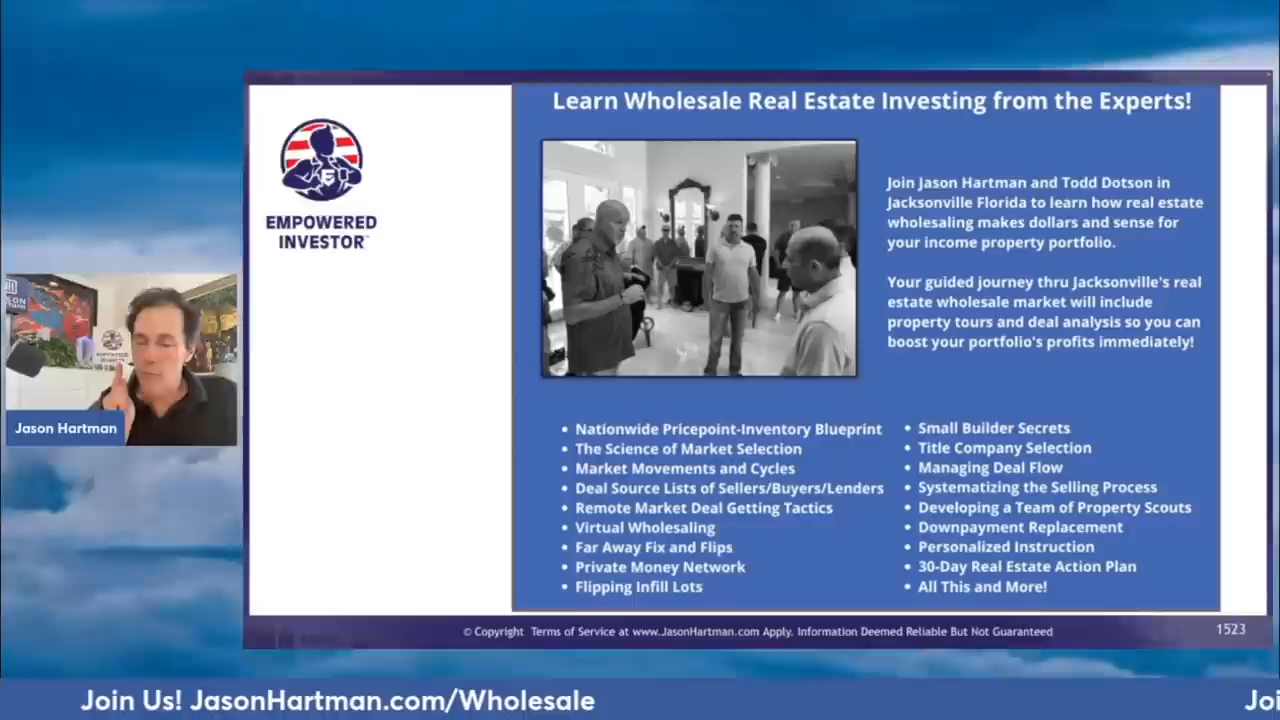 Learn Wholesale Real Estate Investing from the Experts!
EMPOWERED
INVESTOR™
Join Jason Hartman and Todd Dotson in
Jacksonville Florida to learn how real estate
wholesaling makes dollars and sense for
your income property portfolio.
Your guided journey thru Jacksonville's real
estate wholesale market will include
property tours and deal analysis so you can
boost your portfolio's profits immediately!
Jason Hartman
• Nationwide Pricepoint-Inventory Blueprint
• The Science of Market Selection
• Market Movements and Cycles
• Deal Source Lists of Sellers/Buyers/Lenders
• Remote Market Deal Getting Tactics
• Virtual Wholesaling
• Far Away Fix and Flips
• Private Money Network
• Flipping Infill Lots
• Small Builder Secrets
• Title Company Selection
• Managing Deal Flow
• Systematizing the Selling Process
• Developing a Team of Property Scouts
• Downpayment Replacement
• Personalized Instruction
• 30-Day Real Estate Action Plan
• All This and More!
© Copyright Terms of Service at www.JasonHartman.com Apply. Information Deemed Reliable But Not Guaranteed
1523
Join Us! JasonHartman.com/Wholesale
Joi